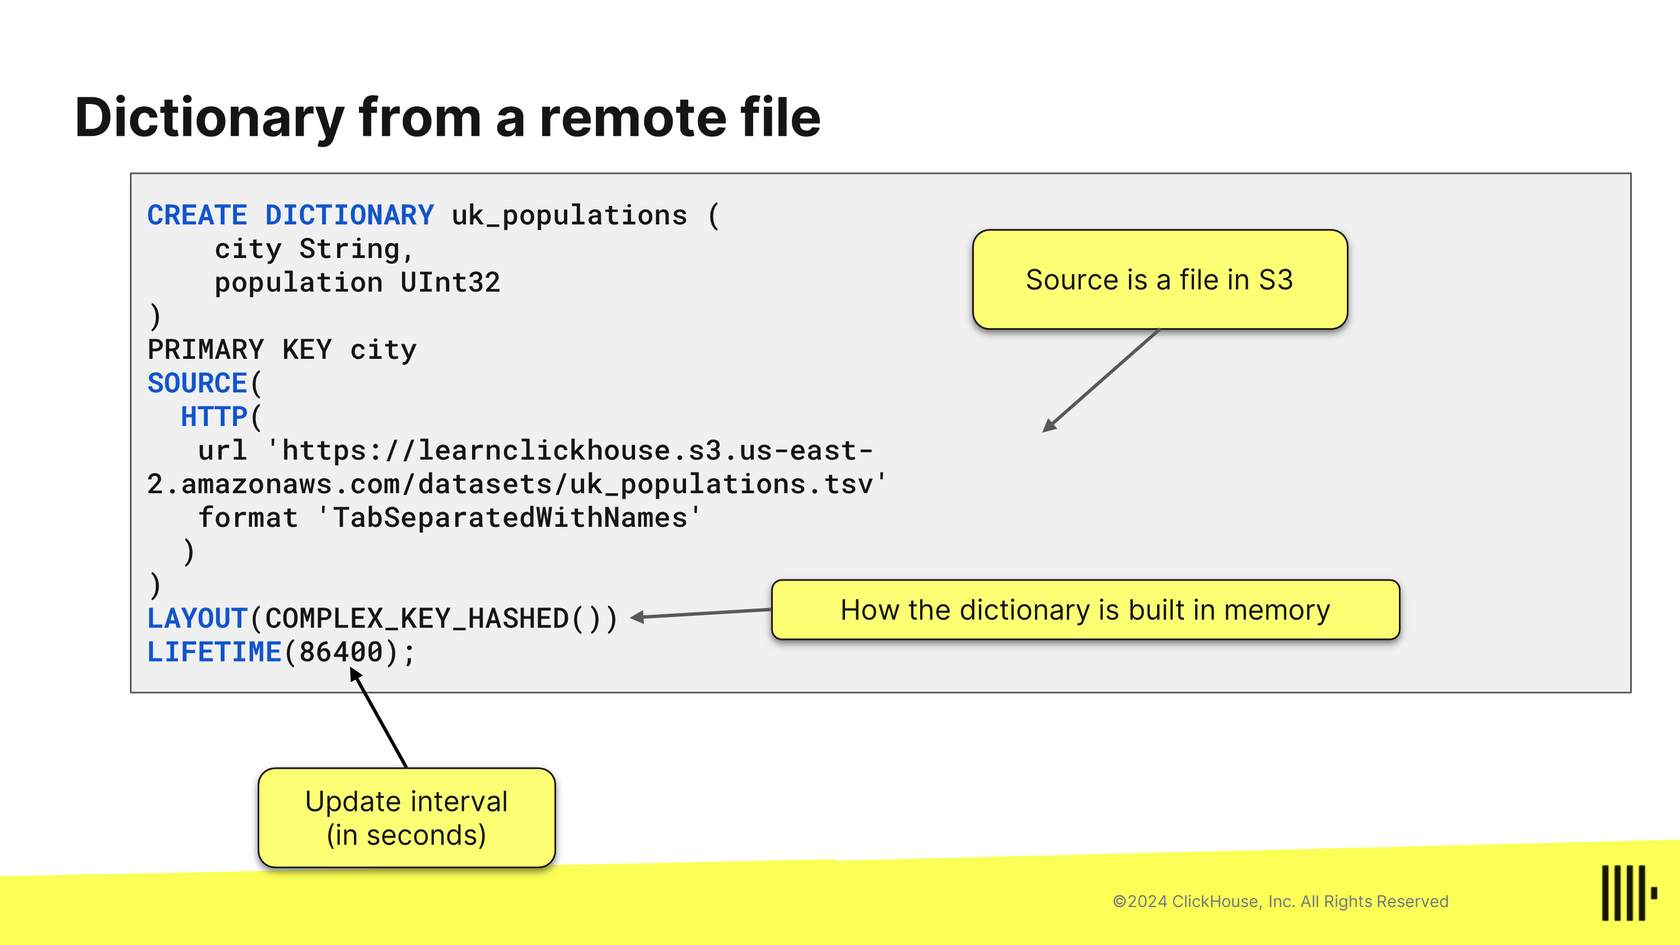 Dictionary from a remote file
CREATE DICTIONARY uk_populations (
    city String,
    population UInt32
)
PRIMARY KEY city
SOURCE(
  HTTP(
   url 'https://learnclickhouse.s3.us-east-
2.amazonaws.com/datasets/uk_populations.tsv'
   format 'TabSeparatedWithNames'
  )
)
LAYOUT(COMPLEX_KEY_HASHED())
LIFETIME(86400);
Source is a file in S3
How the dictionary is built in memory
Update interval
(in seconds)
©2024 ClickHouse, Inc. All Rights Reserved